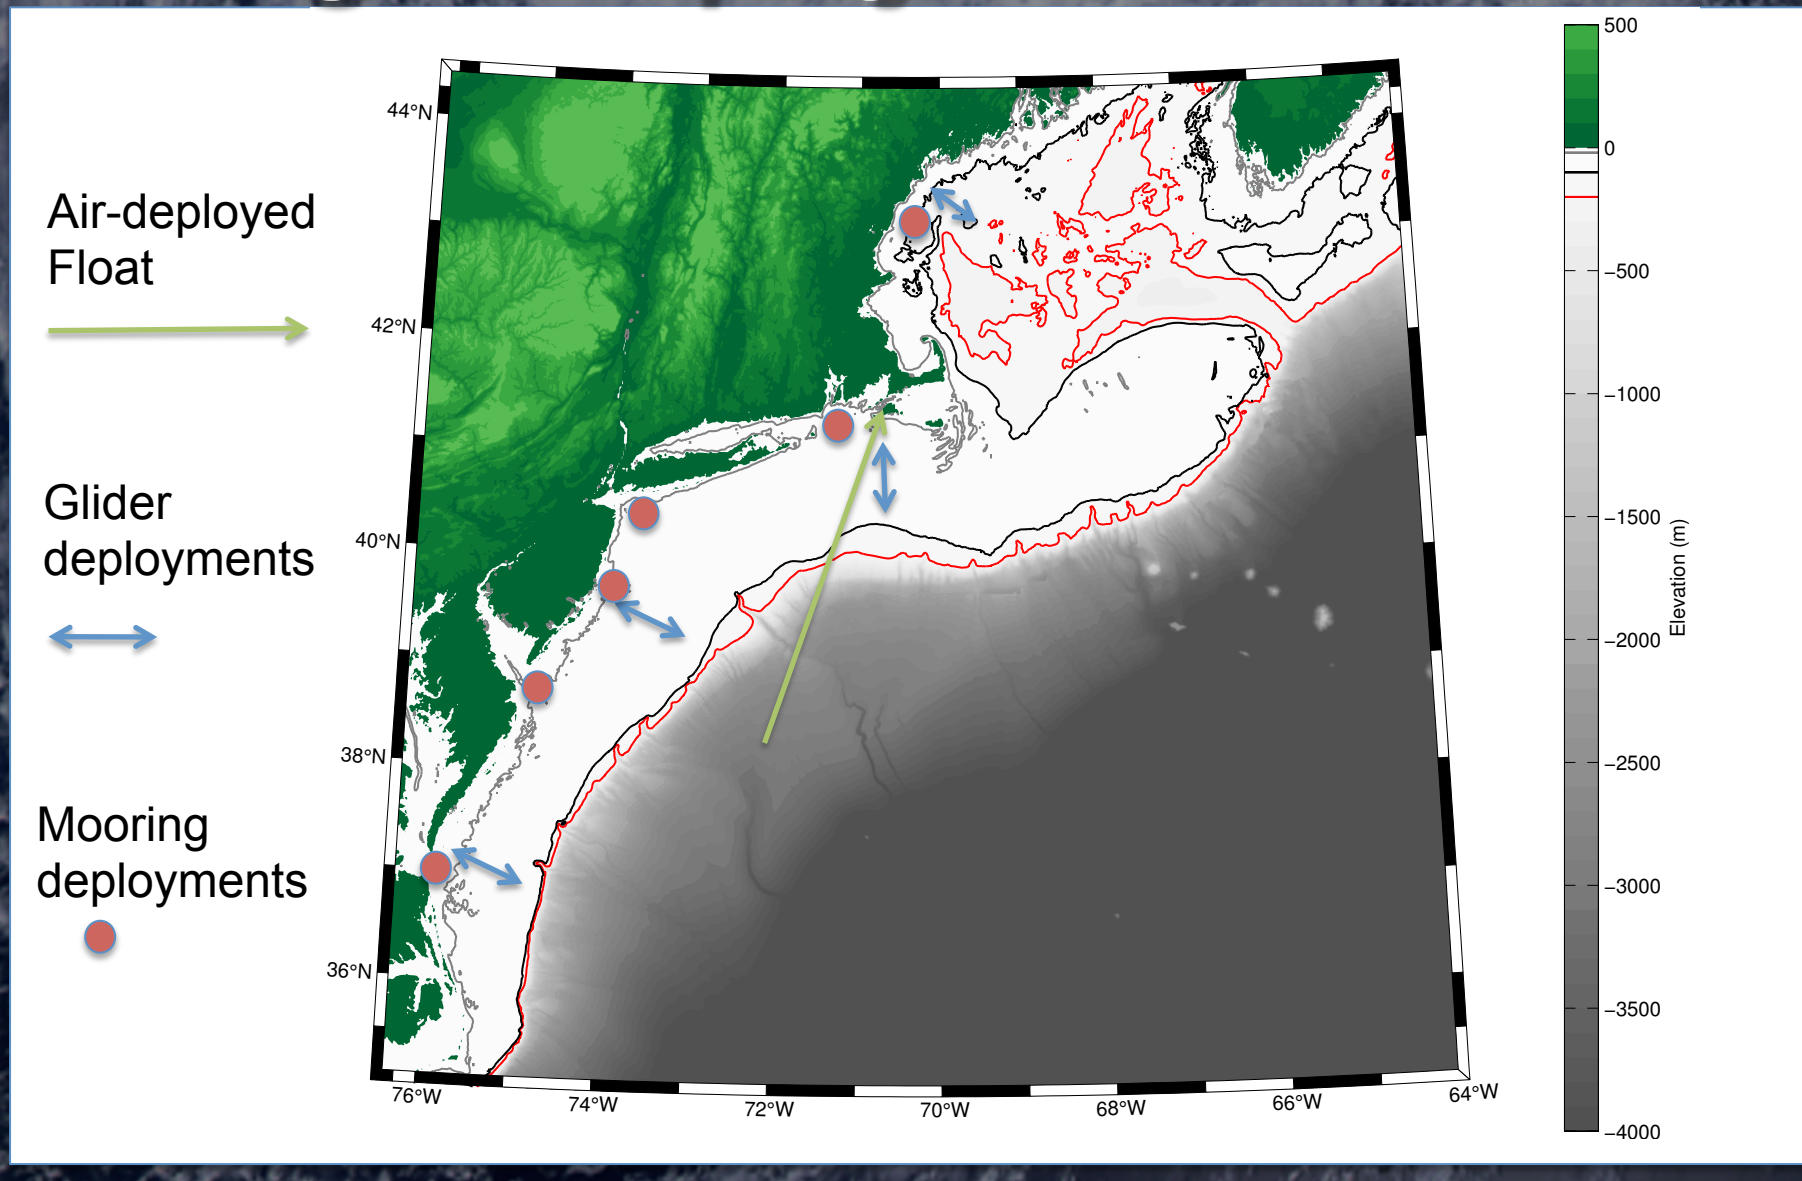 Air-deployed
Float
Glider
deployments
Mooring
deployments
44°N
42°N
40°N
38°N
36°N
76°W
74°W
72°W
70°W
68°W
66°W
64°W
500
0
−500
−1000
−1500
−2000
−2500
−3000
−3500
−4000
Elevation (m)